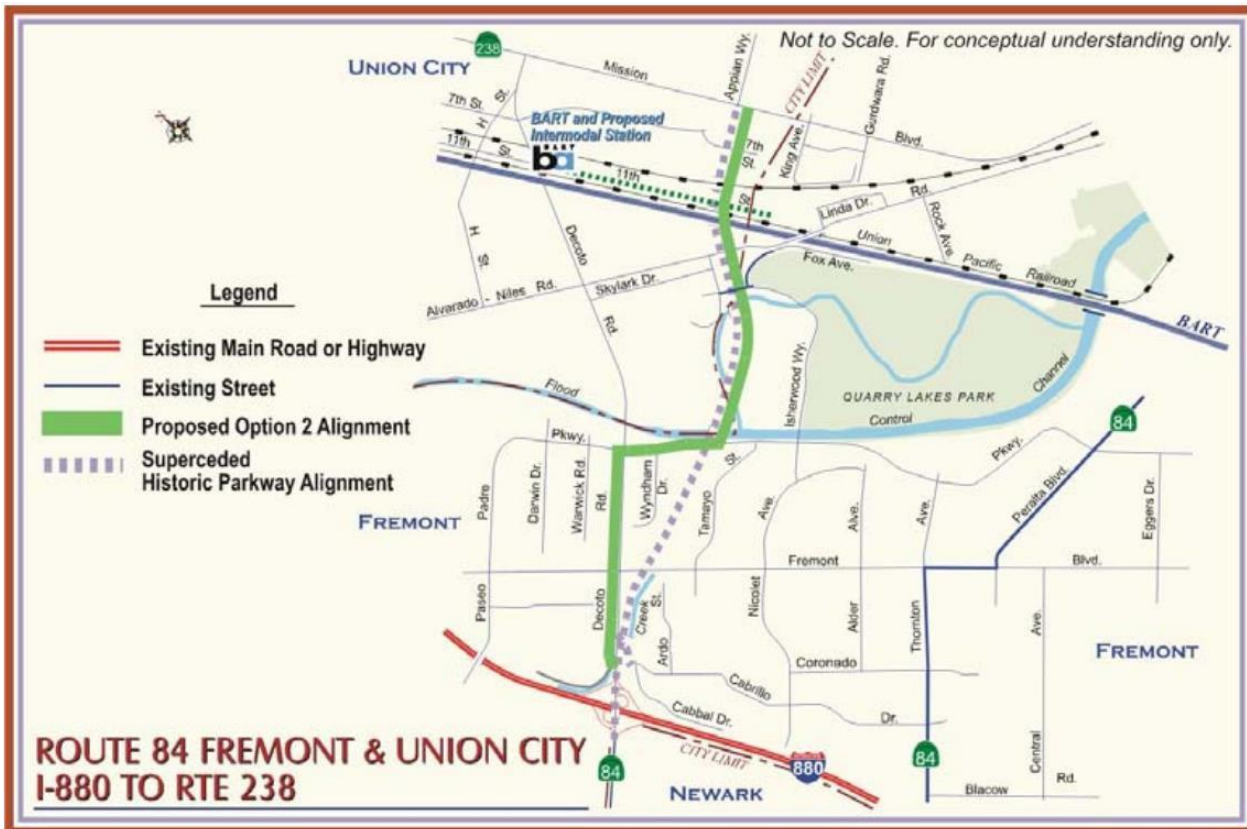 Not to Scale. For conceptual understanding only.
238
UNION CITY
Mission
Blvd.
Appian Wy.
CITY LIMIT
Gurdwara Rd.
King Ave.
7th St.
H St.
11th St.
BART and Proposed
Intermodal Station
BART
ba
7th St.
11th St.
Linda Dr.
Rd.
Rock Ave.
Union Pacific Railroad
BART
Fox Ave.
H St.
Decoto Rd.
Skylark Dr.
Alvarado - Niles Rd.
Isherwood Wy.
QUARRY LAKES PARK
Flood Control Channel
Legend
Existing Main Road or Highway
Existing Street
Proposed Option 2 Alignment
Superceded
Historic Parkway Alignment
84
Paseo Padre Pkwy.
Pkwy.
Darwin Dr.
Warwick Rd.
Decoto Rd.
Wyndham Dr.
Tamayo St.
Nicolet Ave.
Alder Alve.
Thornton Ave.
Peralta Blvd.
Eggers Dr.
FREMONT
Fremont Blvd.
Creek
Ardo St.
Coronado
Cabrillo Dr.
Cabbal Dr.
Central Ave.
FREMONT
Blacow Rd.
84
84
CITY LIMIT
880
NEWARK
ROUTE 84 FREMONT & UNION CITY
I-880 TO RTE 238